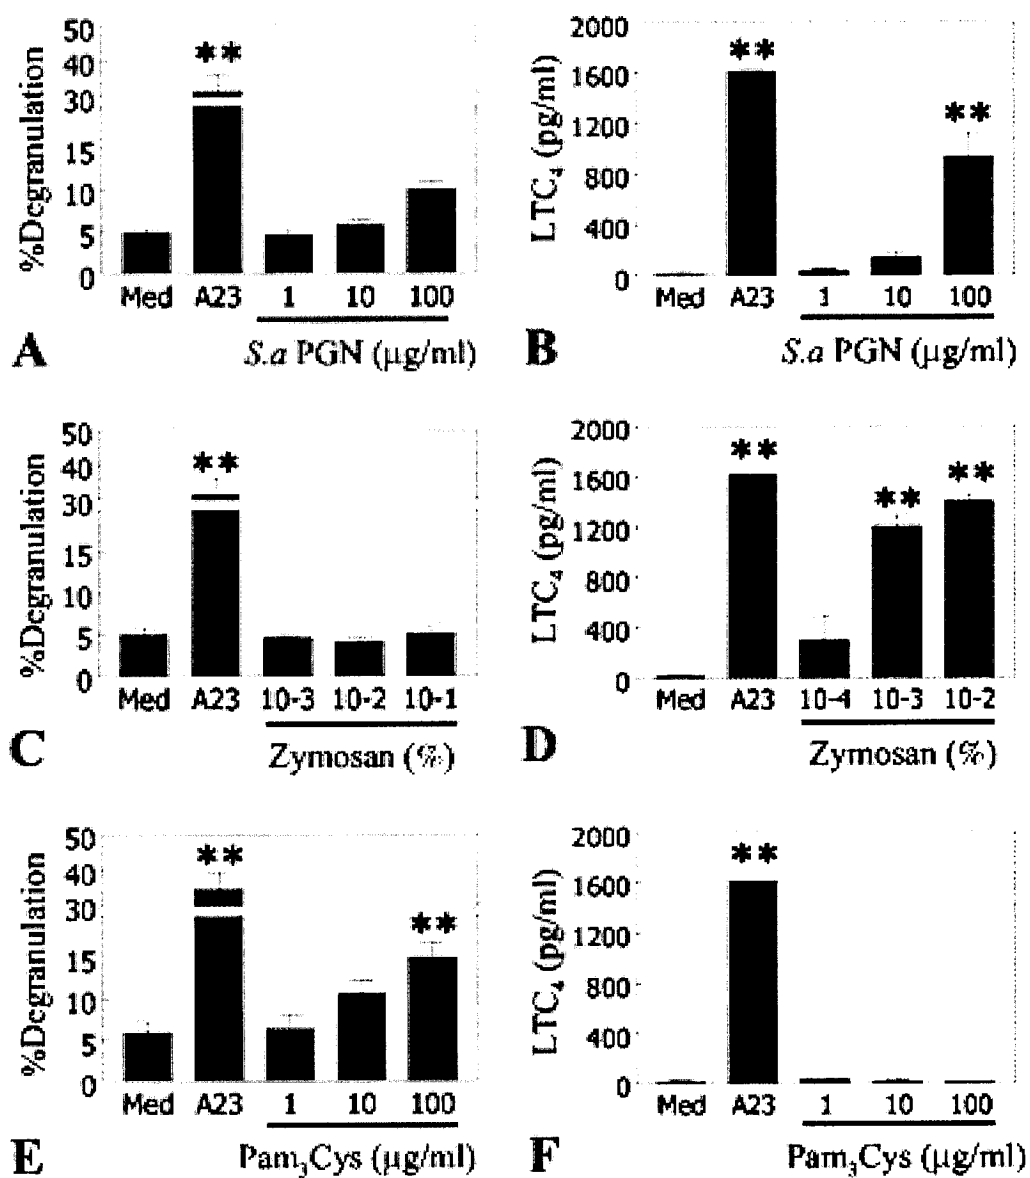 50
40
30
15
10
5
0
%Degranulation
**
Med A23 1 10 100
S.a PGN (μg/ml)
A
2000
1600
1200
800
400
0
LTC4 (pg/ml)
**
**
Med A23 1 10 100
S.a PGN (μg/ml)
B
50
40
30
15
10
5
0
%Degranulation
**
Med A23 10-3 10-2 10-1
Zymosan (%)
C
2000
1600
1200
800
400
0
LTC4 (pg/ml)
**
**
**
Med A23 10-4 10-3 10-2
Zymosan (%)
D
50
40
30
15
10
5
0
%Degranulation
**
**
Med A23 1 10 100
Pam3Cys (μg/ml)
E
2000
1600
1200
800
400
0
LTC4 (pg/ml)
**
Med A23 1 10 100
Pam3Cys (μg/ml)
F